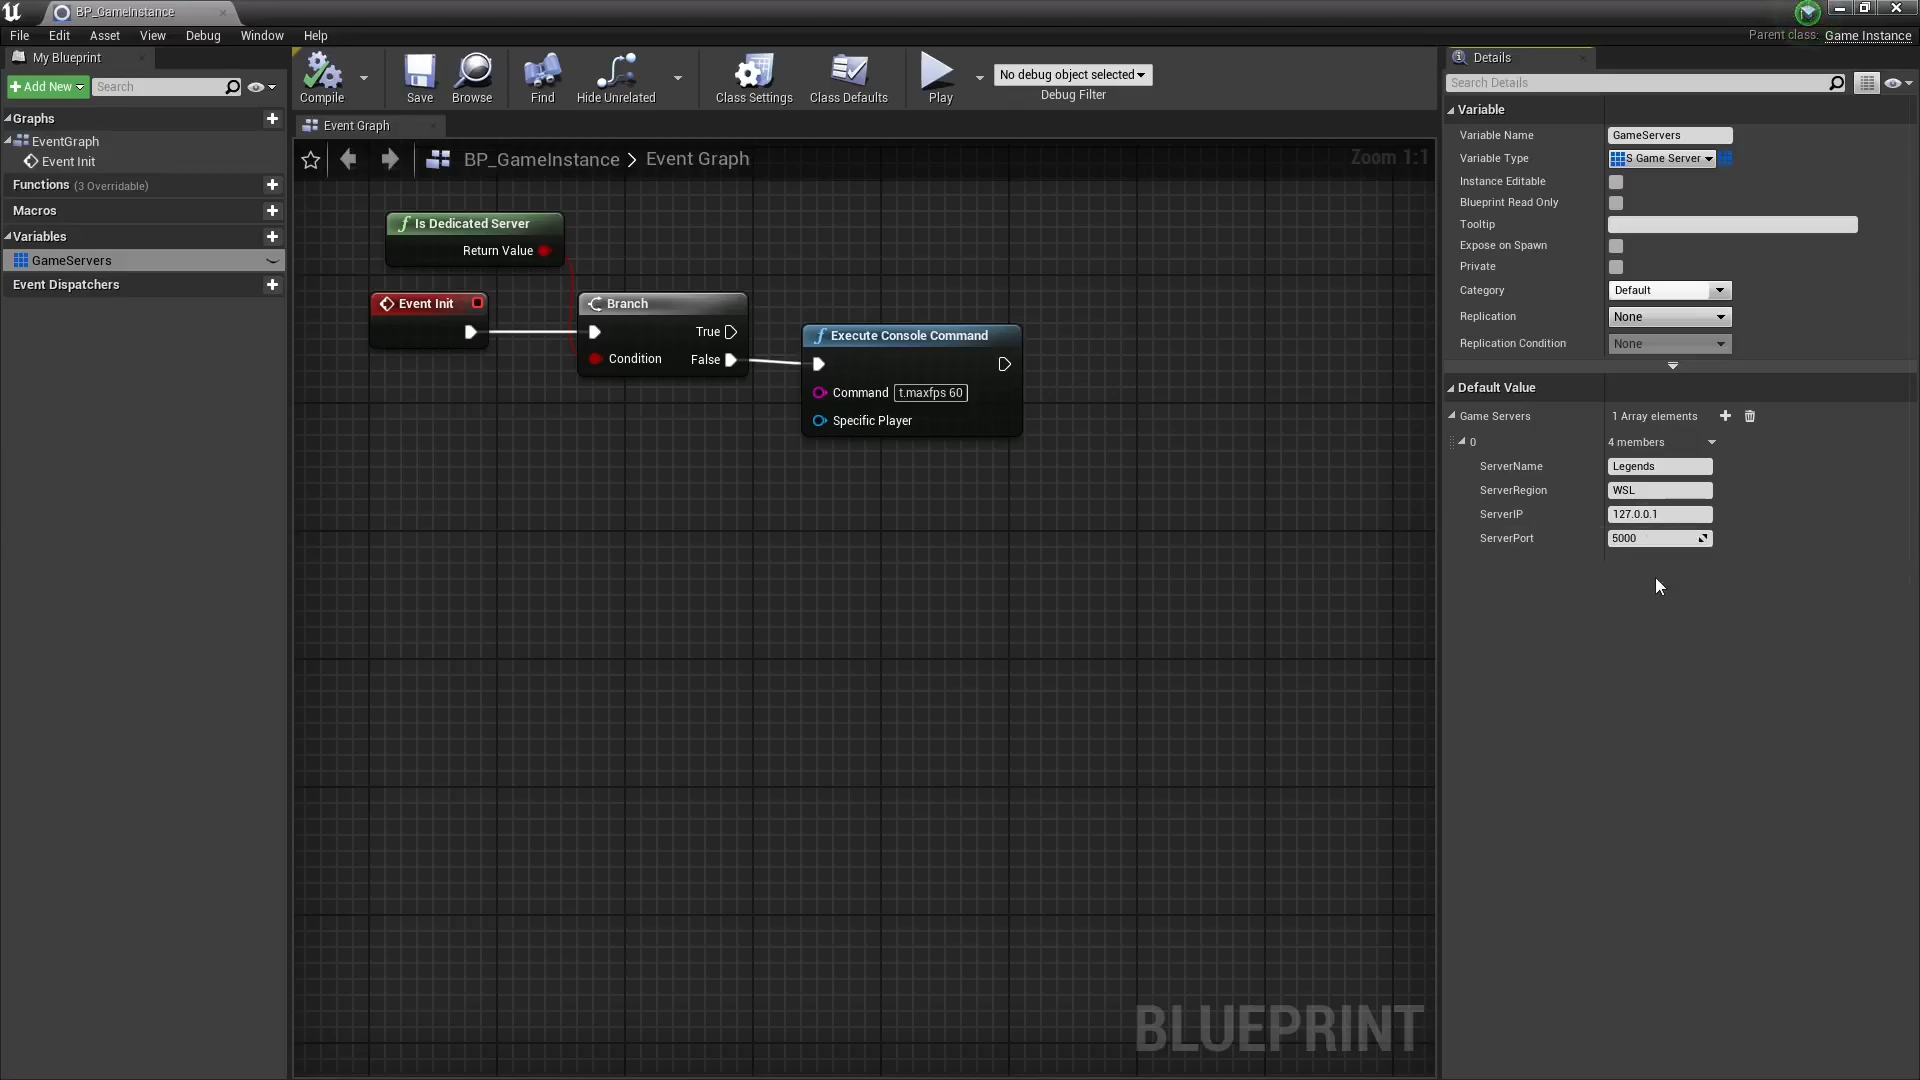 BP_GameInstance
File Edit Asset View Debug Window Help
Parent class: Game Instance
My Blueprint
Add New
Search
Graphs
EventGraph
Event Init
Functions (3 Overridable)
Macros
Variables
GameServers
Event Dispatchers
Compile
Save
Browse
Find
Hide Unrelated
Class Settings
Class Defaults
Play
No debug object selected
Debug Filter
Event Graph
BP_GameInstance > Event Graph
Zoom 1:1
f Is Dedicated Server
Return Value
Event Init
Branch
True
Condition
False
f Execute Console Command
Command t.maxfps 60
Specific Player
BLUEPRINT
Details
Search Details
Variable
Variable Name GameServers
Variable Type S Game Server
Instance Editable
Blueprint Read Only
Tooltip
Expose on Spawn
Private
Category Default
Replication None
Replication Condition None
Default Value
Game Servers 1 Array elements
0 4 members
ServerName Legends
ServerRegion WSL
ServerIP 127.0.0.1
ServerPort 5000